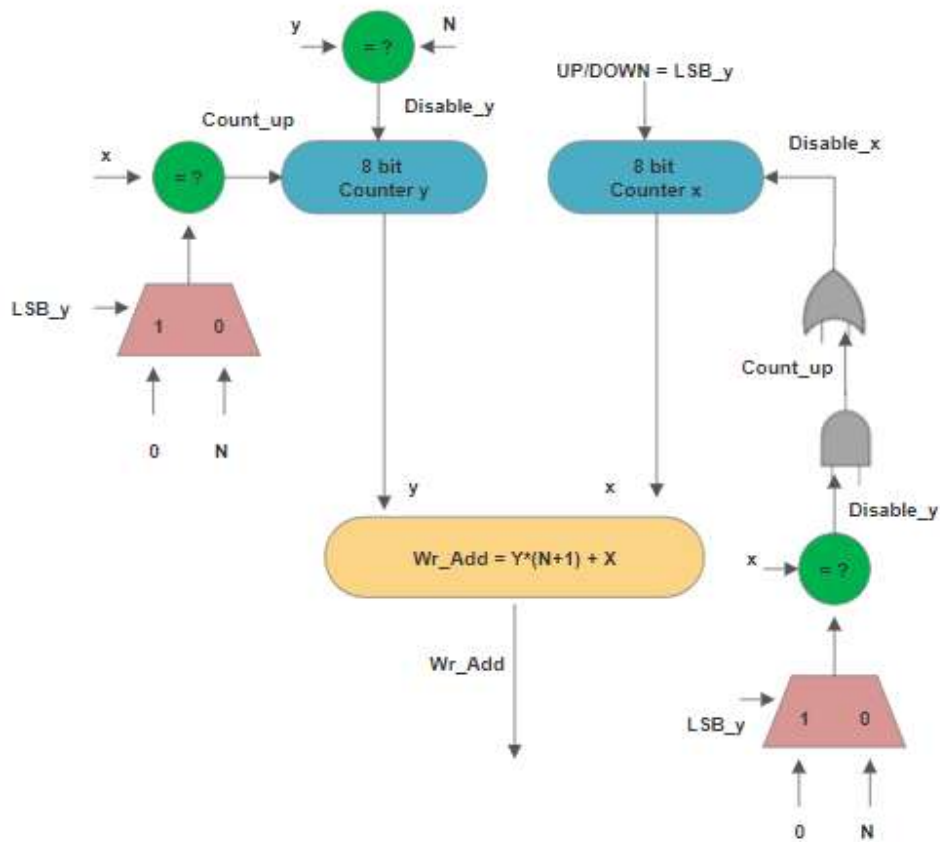 y
N
= ?
UP/DOWN = LSB_y
Disable_y
Count_up
Disable_x
x
= ?
8 bit
Counter y
8 bit
Counter x
LSB_y
1 0
Count_up
0 N
y
x
Disable_y
Wr_Add = Y*(N+1) + X
x
= ?
Wr_Add
LSB_y
1 0
0 N